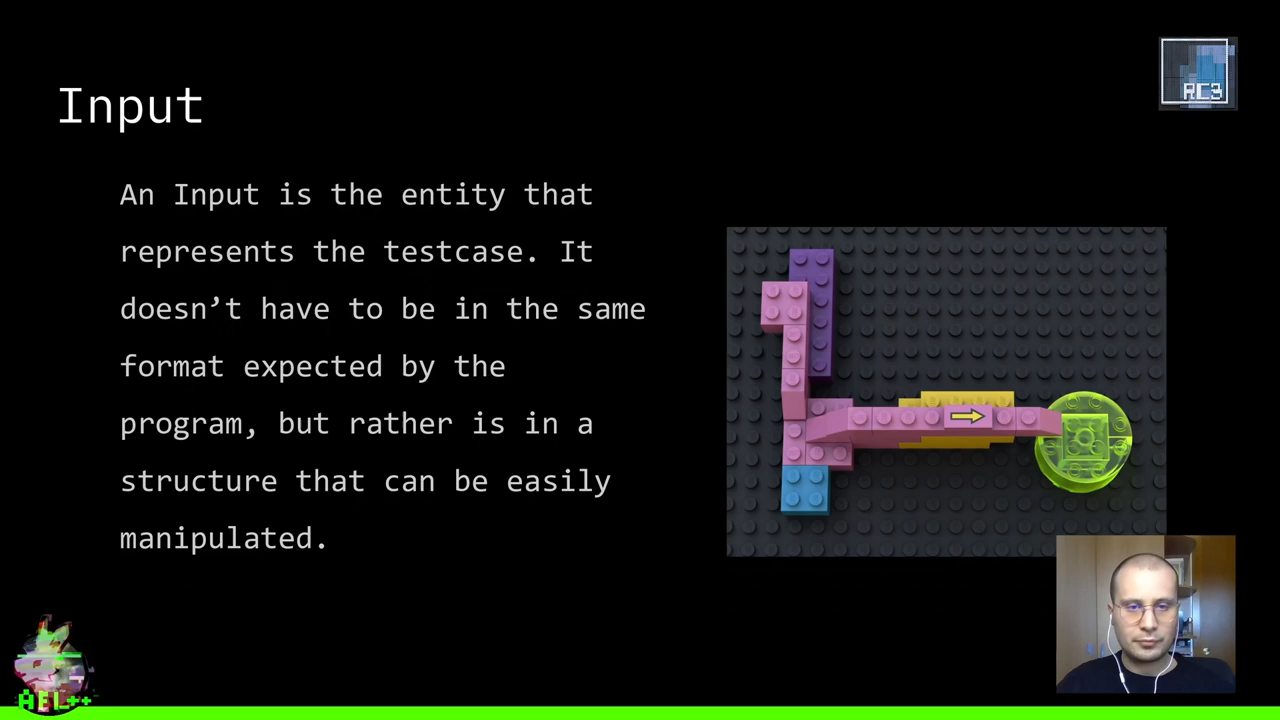 RC3
Input
An Input is the entity that
represents the testcase. It
doesn’t have to be in the same
format expected by the
program, but rather is in a
structure that can be easily
manipulated.
AFL++